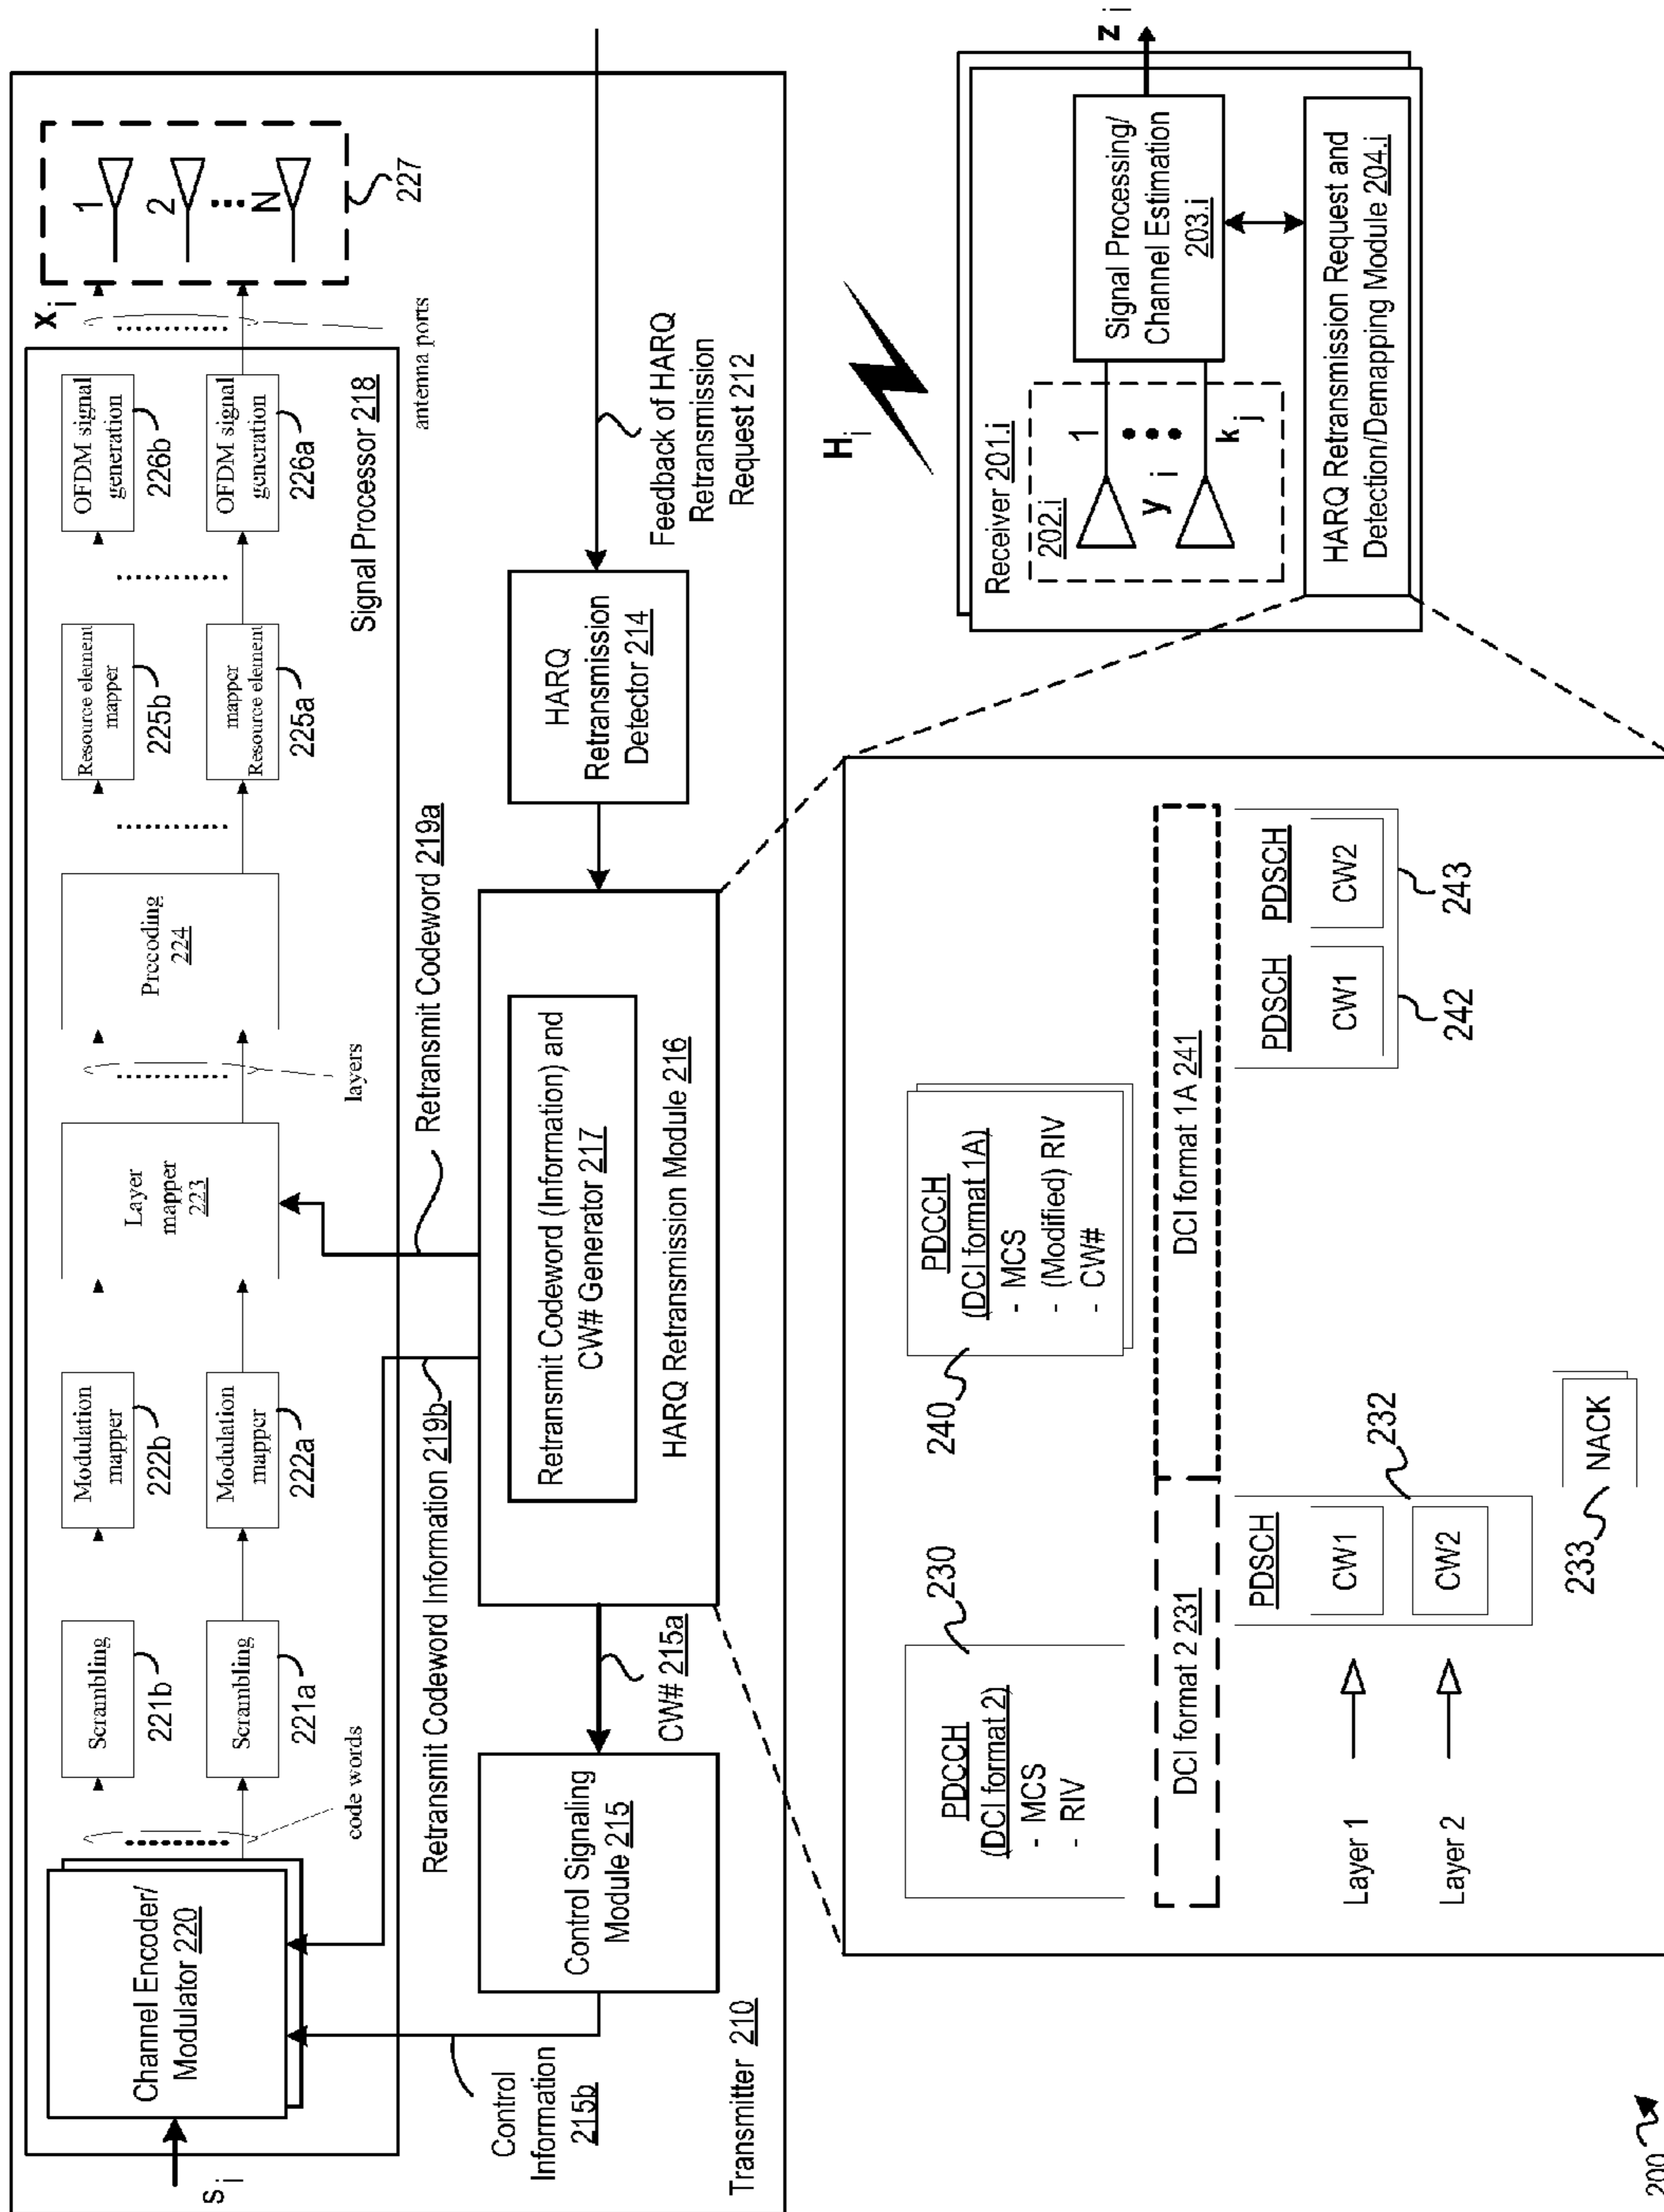 s i
Channel Encoder/
Modulator 220
code words
Scrambling
221b
Scrambling
221a
Modulation
mapper
222b
Modulation
mapper
222a
Layer
mapper
223
layers
Precoding
224
Resource element
mapper
225b
mapper
Resource element
225a
OFDM signal
generation
226b
OFDM signal
generation
226a
Signal Processor 218
antenna ports
x i
1
2
N
227
Control
Information
215b
Control Signaling
Module 215
CW# 215a
Retransmit Codeword Information 219b
Retransmit Codeword 219a
Retransmit Codeword (Information) and
CW# Generator 217
HARQ Retransmission Module 216
HARQ
Retransmission
Detector 214
Feedback of HARQ
Retransmission
Request 212
Transmitter 210
H i
Receiver 201.i
202.i
1
y i
k j
Signal Processing/
Channel Estimation
203.i
z i
HARQ Retransmission Request and
Detection/Demapping Module 204.i
230
PDCCH
(DCI format 2)
- MCS
- RIV
240
PDCCH
(DCI format 1A)
- MCS
- (Modified) RIV
- CW#
DCI format 2 231
DCI format 1A 241
Layer 1
Layer 2
PDSCH
CW1
CW2
232
233
NACK
PDSCH
CW1
242
PDSCH
CW2
243
200